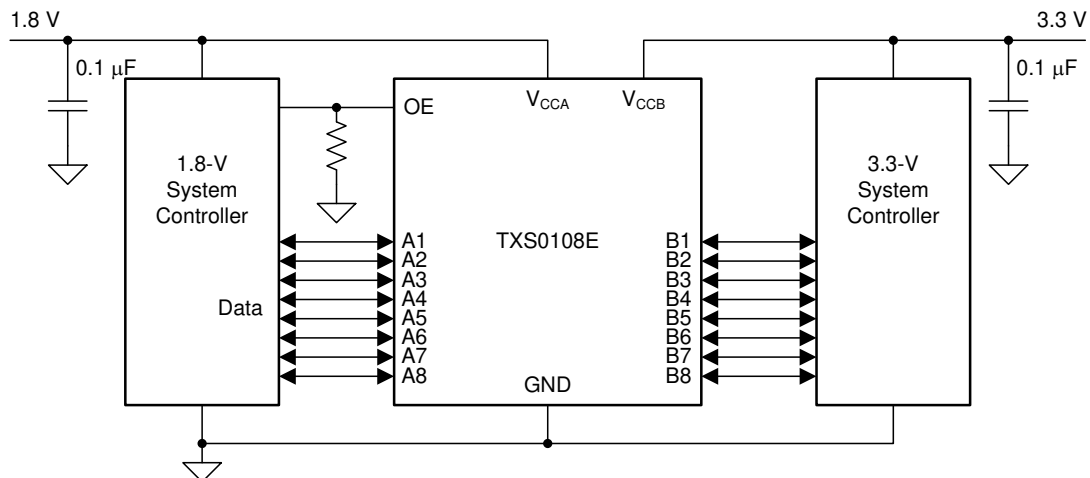 1.8 V
3.3 V
0.1 μF
0.1 μF
OE
VCCA
VCCB
1.8-V
System
Controller
3.3-V
System
Controller
TXS0108E
Data
A1
A2
A3
A4
A5
A6
A7
A8
B1
B2
B3
B4
B5
B6
B7
B8
GND